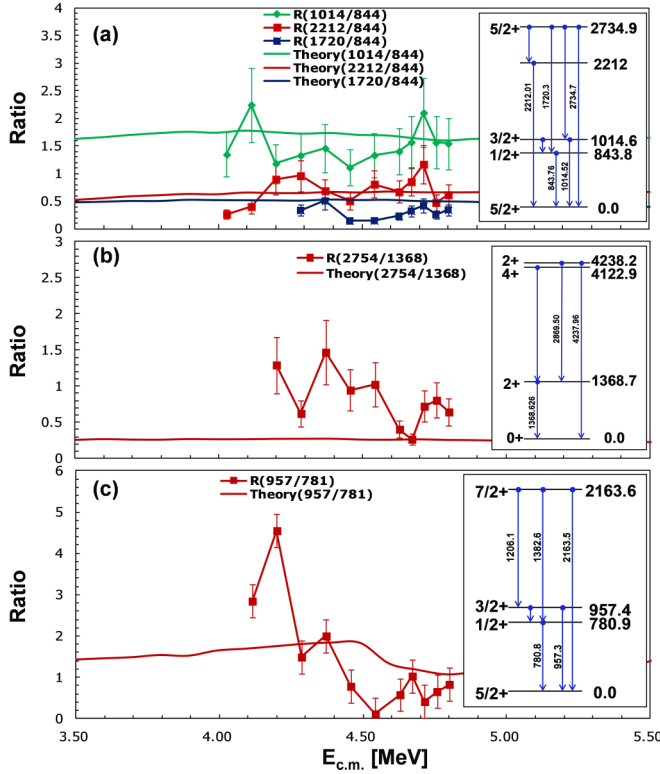 (a)
R(1014/844)
R(2212/844)
R(1720/844)
Theory(1014/844)
Theory(2212/844)
Theory(1720/844)
Ratio
4
3.5
3
2.5
2
1.5
1
0.5
0
5/2+ 2734.9
2212
3/2+ 1014.6
1/2+ 843.8
5/2+ 0.0
2212.01
1720.3
2734.7
843.76
1014.52
(b)
R(2754/1368)
Theory(2754/1368)
Ratio
3
2.5
2
1.5
1
0.5
0
2+ 4238.2
4+ 4122.9
2+ 1368.7
0+ 0.0
2869.50
4237.96
1368.626
(c)
R(957/781)
Theory(957/781)
Ratio
6
5
4
3
2
1
0
7/2+ 2163.6
3/2+ 957.4
1/2+ 780.9
5/2+ 0.0
1206.1
1382.6
2163.5
780.8
957.3
3.50 4.00 4.50 5.00 5.50
E c.m. [MeV]